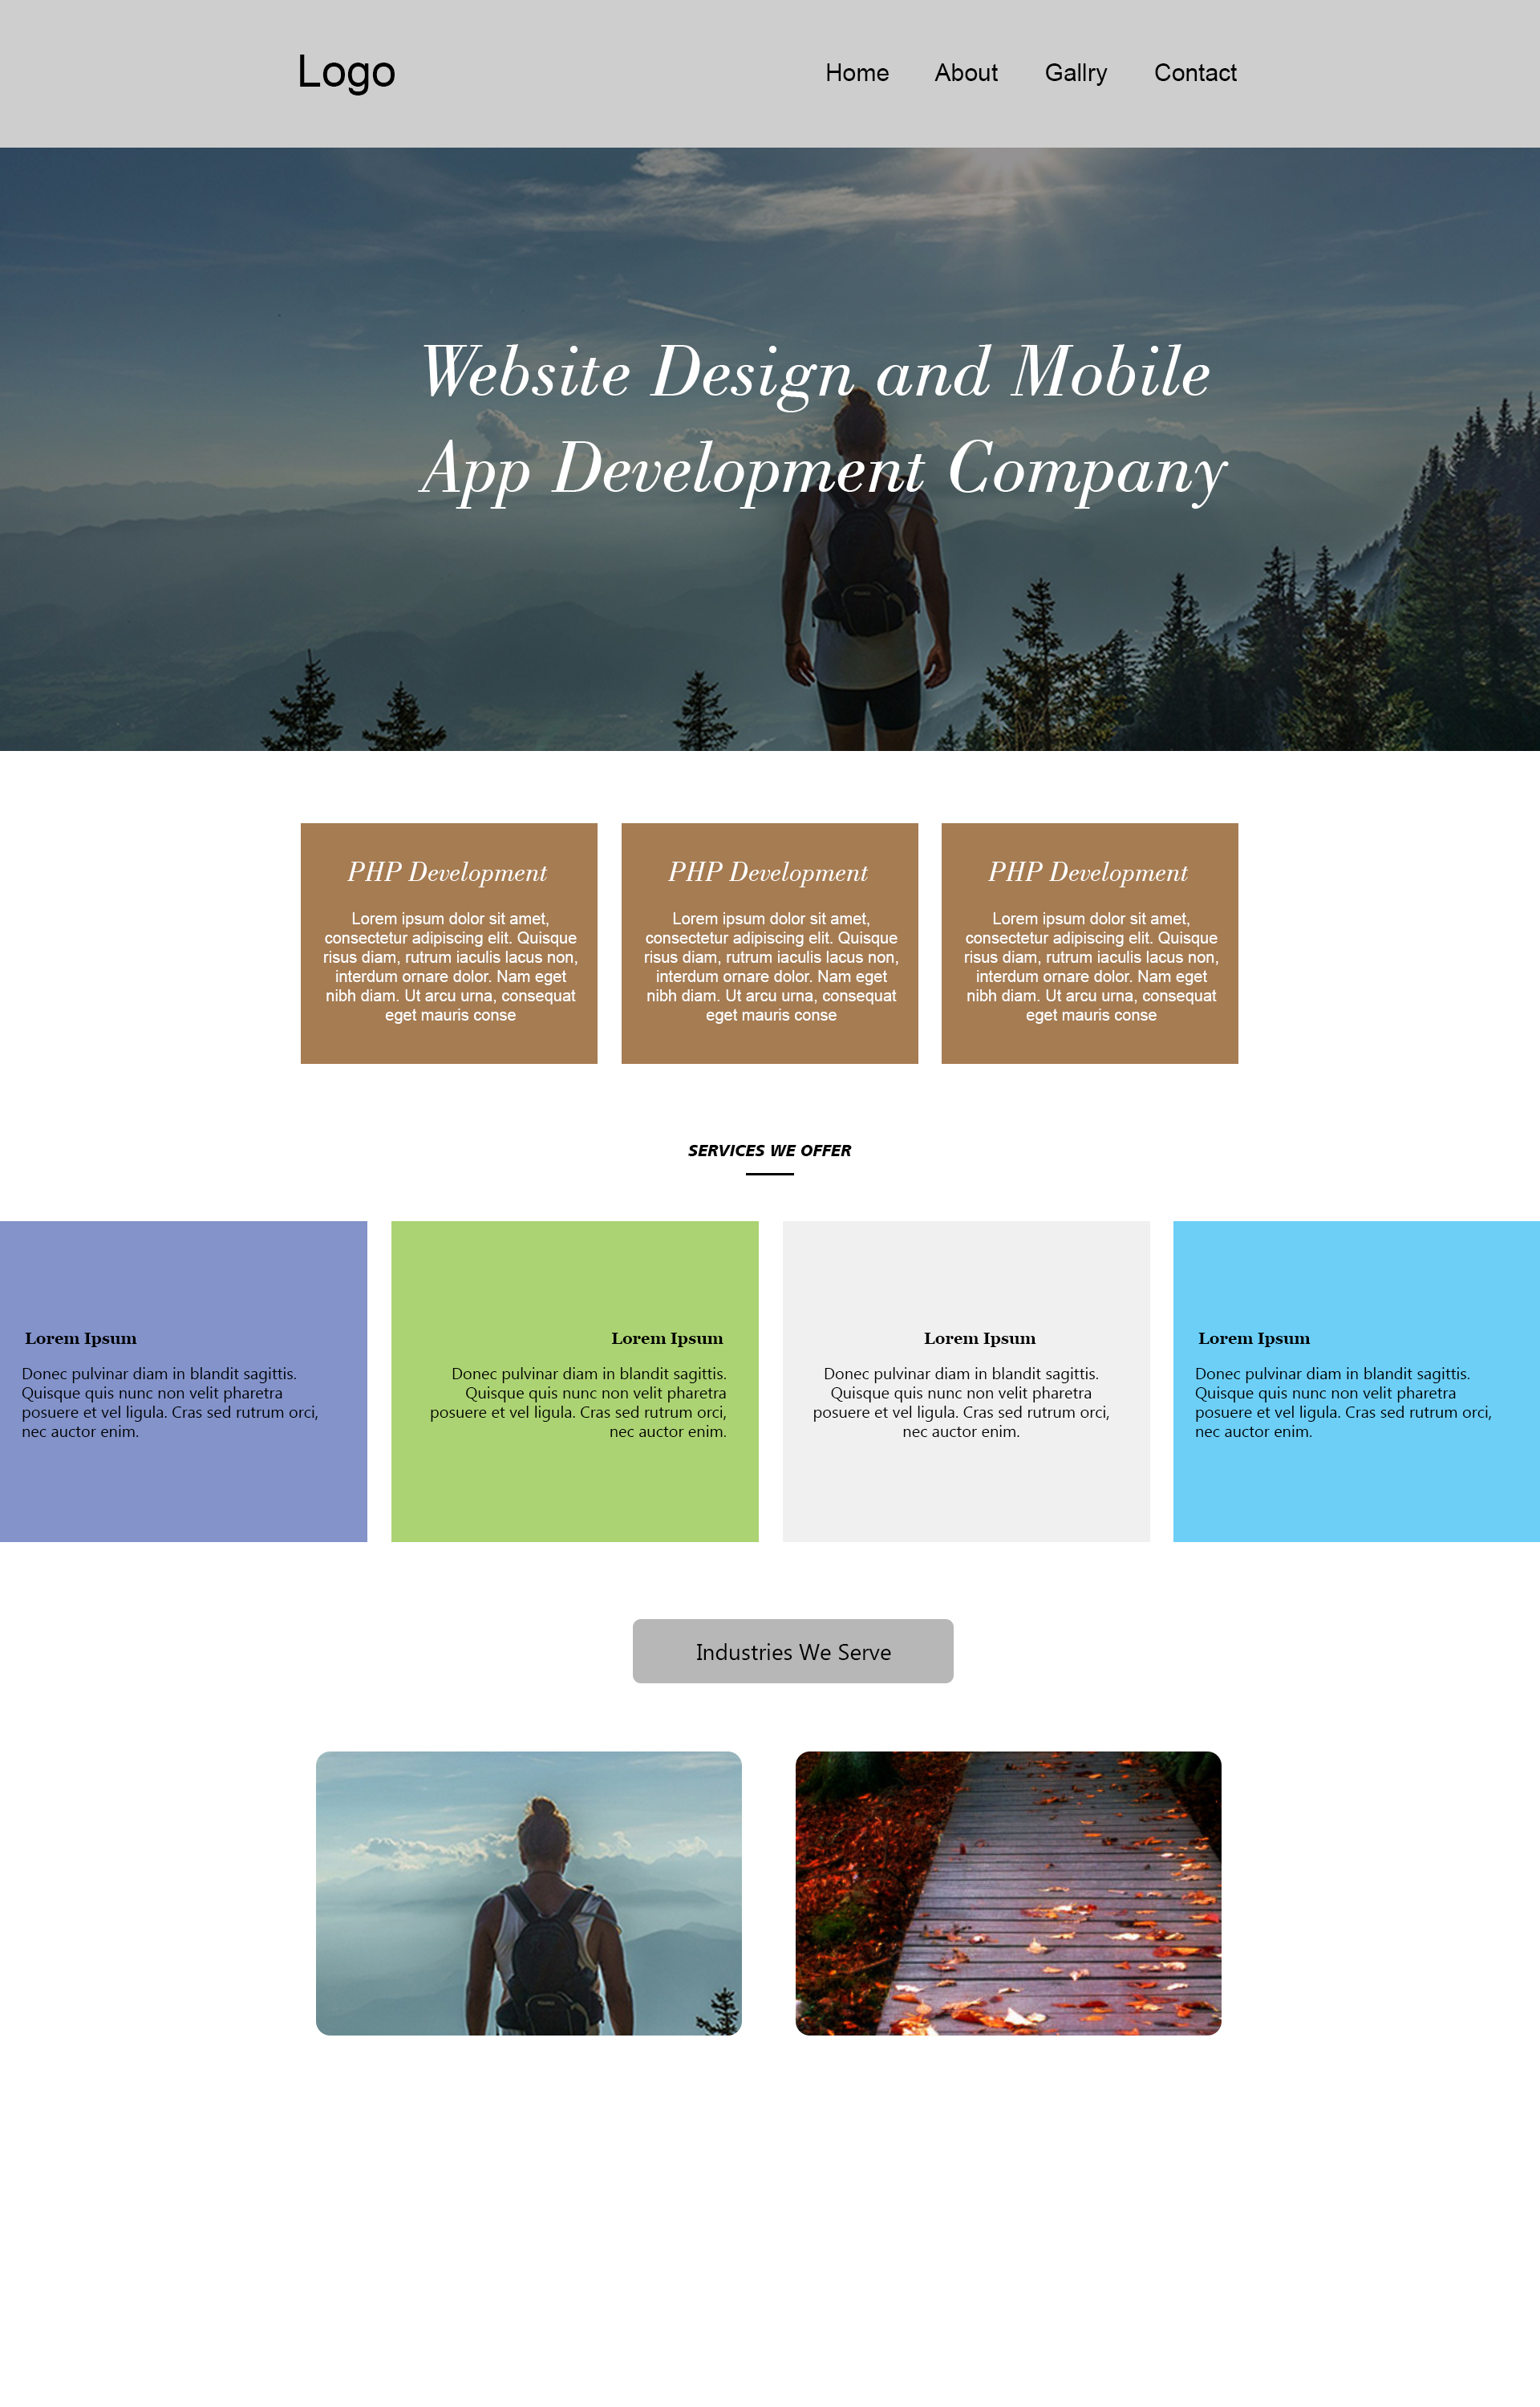 Logo
Home About Gallry Contact
Website Design and Mobile
App Development Company
PHP Development
Lorem ipsum dolor sit amet,
consectetur adipiscing elit. Quisque
risus diam, rutrum iaculis lacus non,
interdum ornare dolor. Nam eget
nibh diam. Ut arcu urna, consequat
eget mauris conse
PHP Development
Lorem ipsum dolor sit amet,
consectetur adipiscing elit. Quisque
risus diam, rutrum iaculis lacus non,
interdum ornare dolor. Nam eget
nibh diam. Ut arcu urna, consequat
eget mauris conse
PHP Development
Lorem ipsum dolor sit amet,
consectetur adipiscing elit. Quisque
risus diam, rutrum iaculis lacus non,
interdum ornare dolor. Nam eget
nibh diam. Ut arcu urna, consequat
eget mauris conse
SERVICES WE OFFER
Lorem Ipsum
Donec pulvinar diam in blandit sagittis.
Quisque quis nunc non velit pharetra
posuere et vel ligula. Cras sed rutrum orci,
nec auctor enim.
Lorem Ipsum
Donec pulvinar diam in blandit sagittis.
Quisque quis nunc non velit pharetra
posuere et vel ligula. Cras sed rutrum orci,
nec auctor enim.
Lorem Ipsum
Donec pulvinar diam in blandit sagittis.
Quisque quis nunc non velit pharetra
posuere et vel ligula. Cras sed rutrum orci,
nec auctor enim.
Lorem Ipsum
Donec pulvinar diam in blandit sagittis.
Quisque quis nunc non velit pharetra
posuere et vel ligula. Cras sed rutrum orci,
nec auctor enim.
Industries We Serve